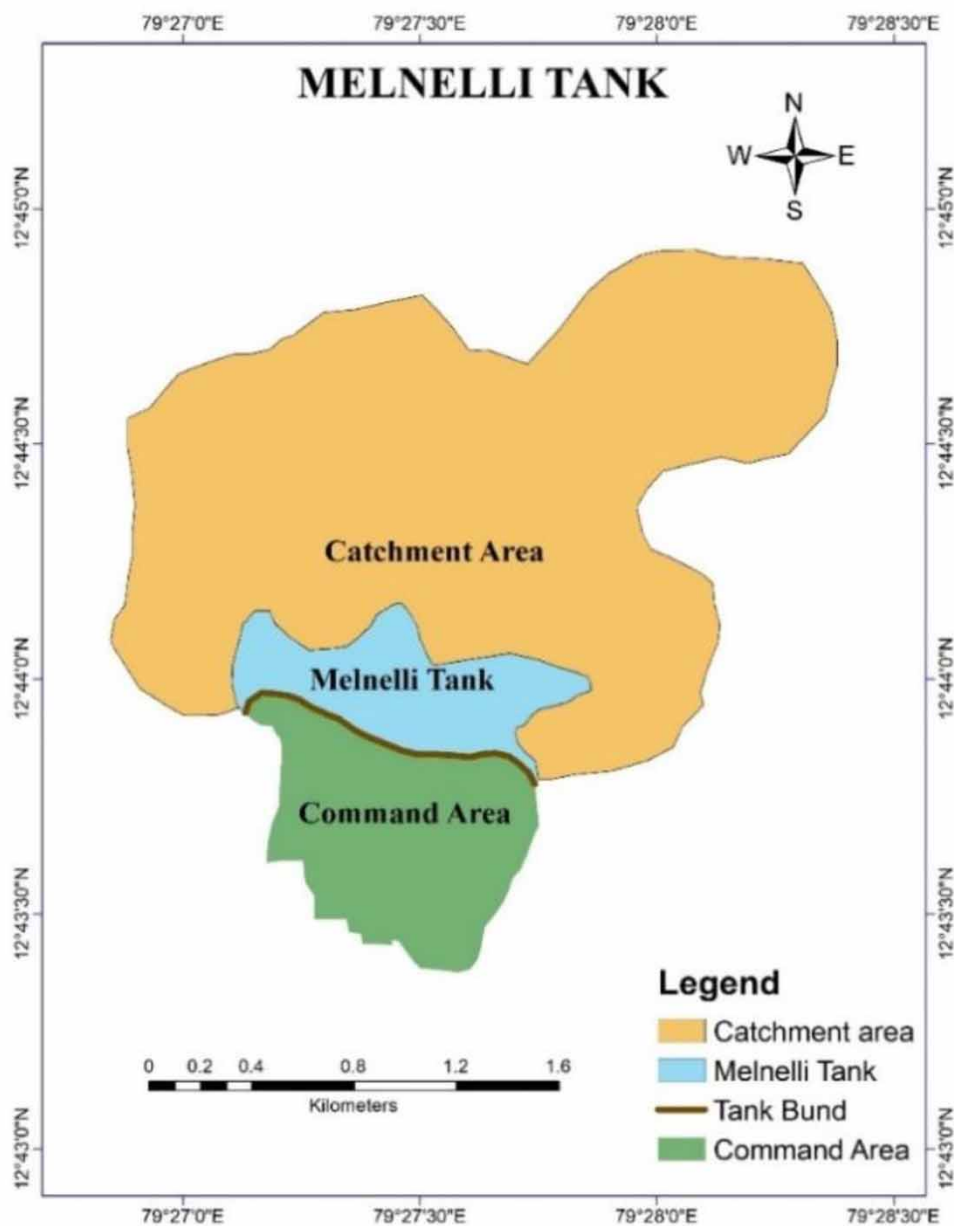 79°27'0"E 79°27'30"E 79°28'0"E 79°28'30"E
MELNELLI TANK
N
W E
S
12°45'0"N 12°45'0"N
12°44'30"N 12°44'30"N
Catchment Area
12°44'0"N Melnelli Tank 12°44'0"N
Command Area
12°43'30"N 12°43'30"N
Legend
Catchment area
Melnelli Tank
Tank Bund
Command Area
0 0.2 0.4 0.8 1.2 1.6
Kilometers
12°43'0"N 12°43'0"N
79°27'0"E 79°27'30"E 79°28'0"E 79°28'30"E